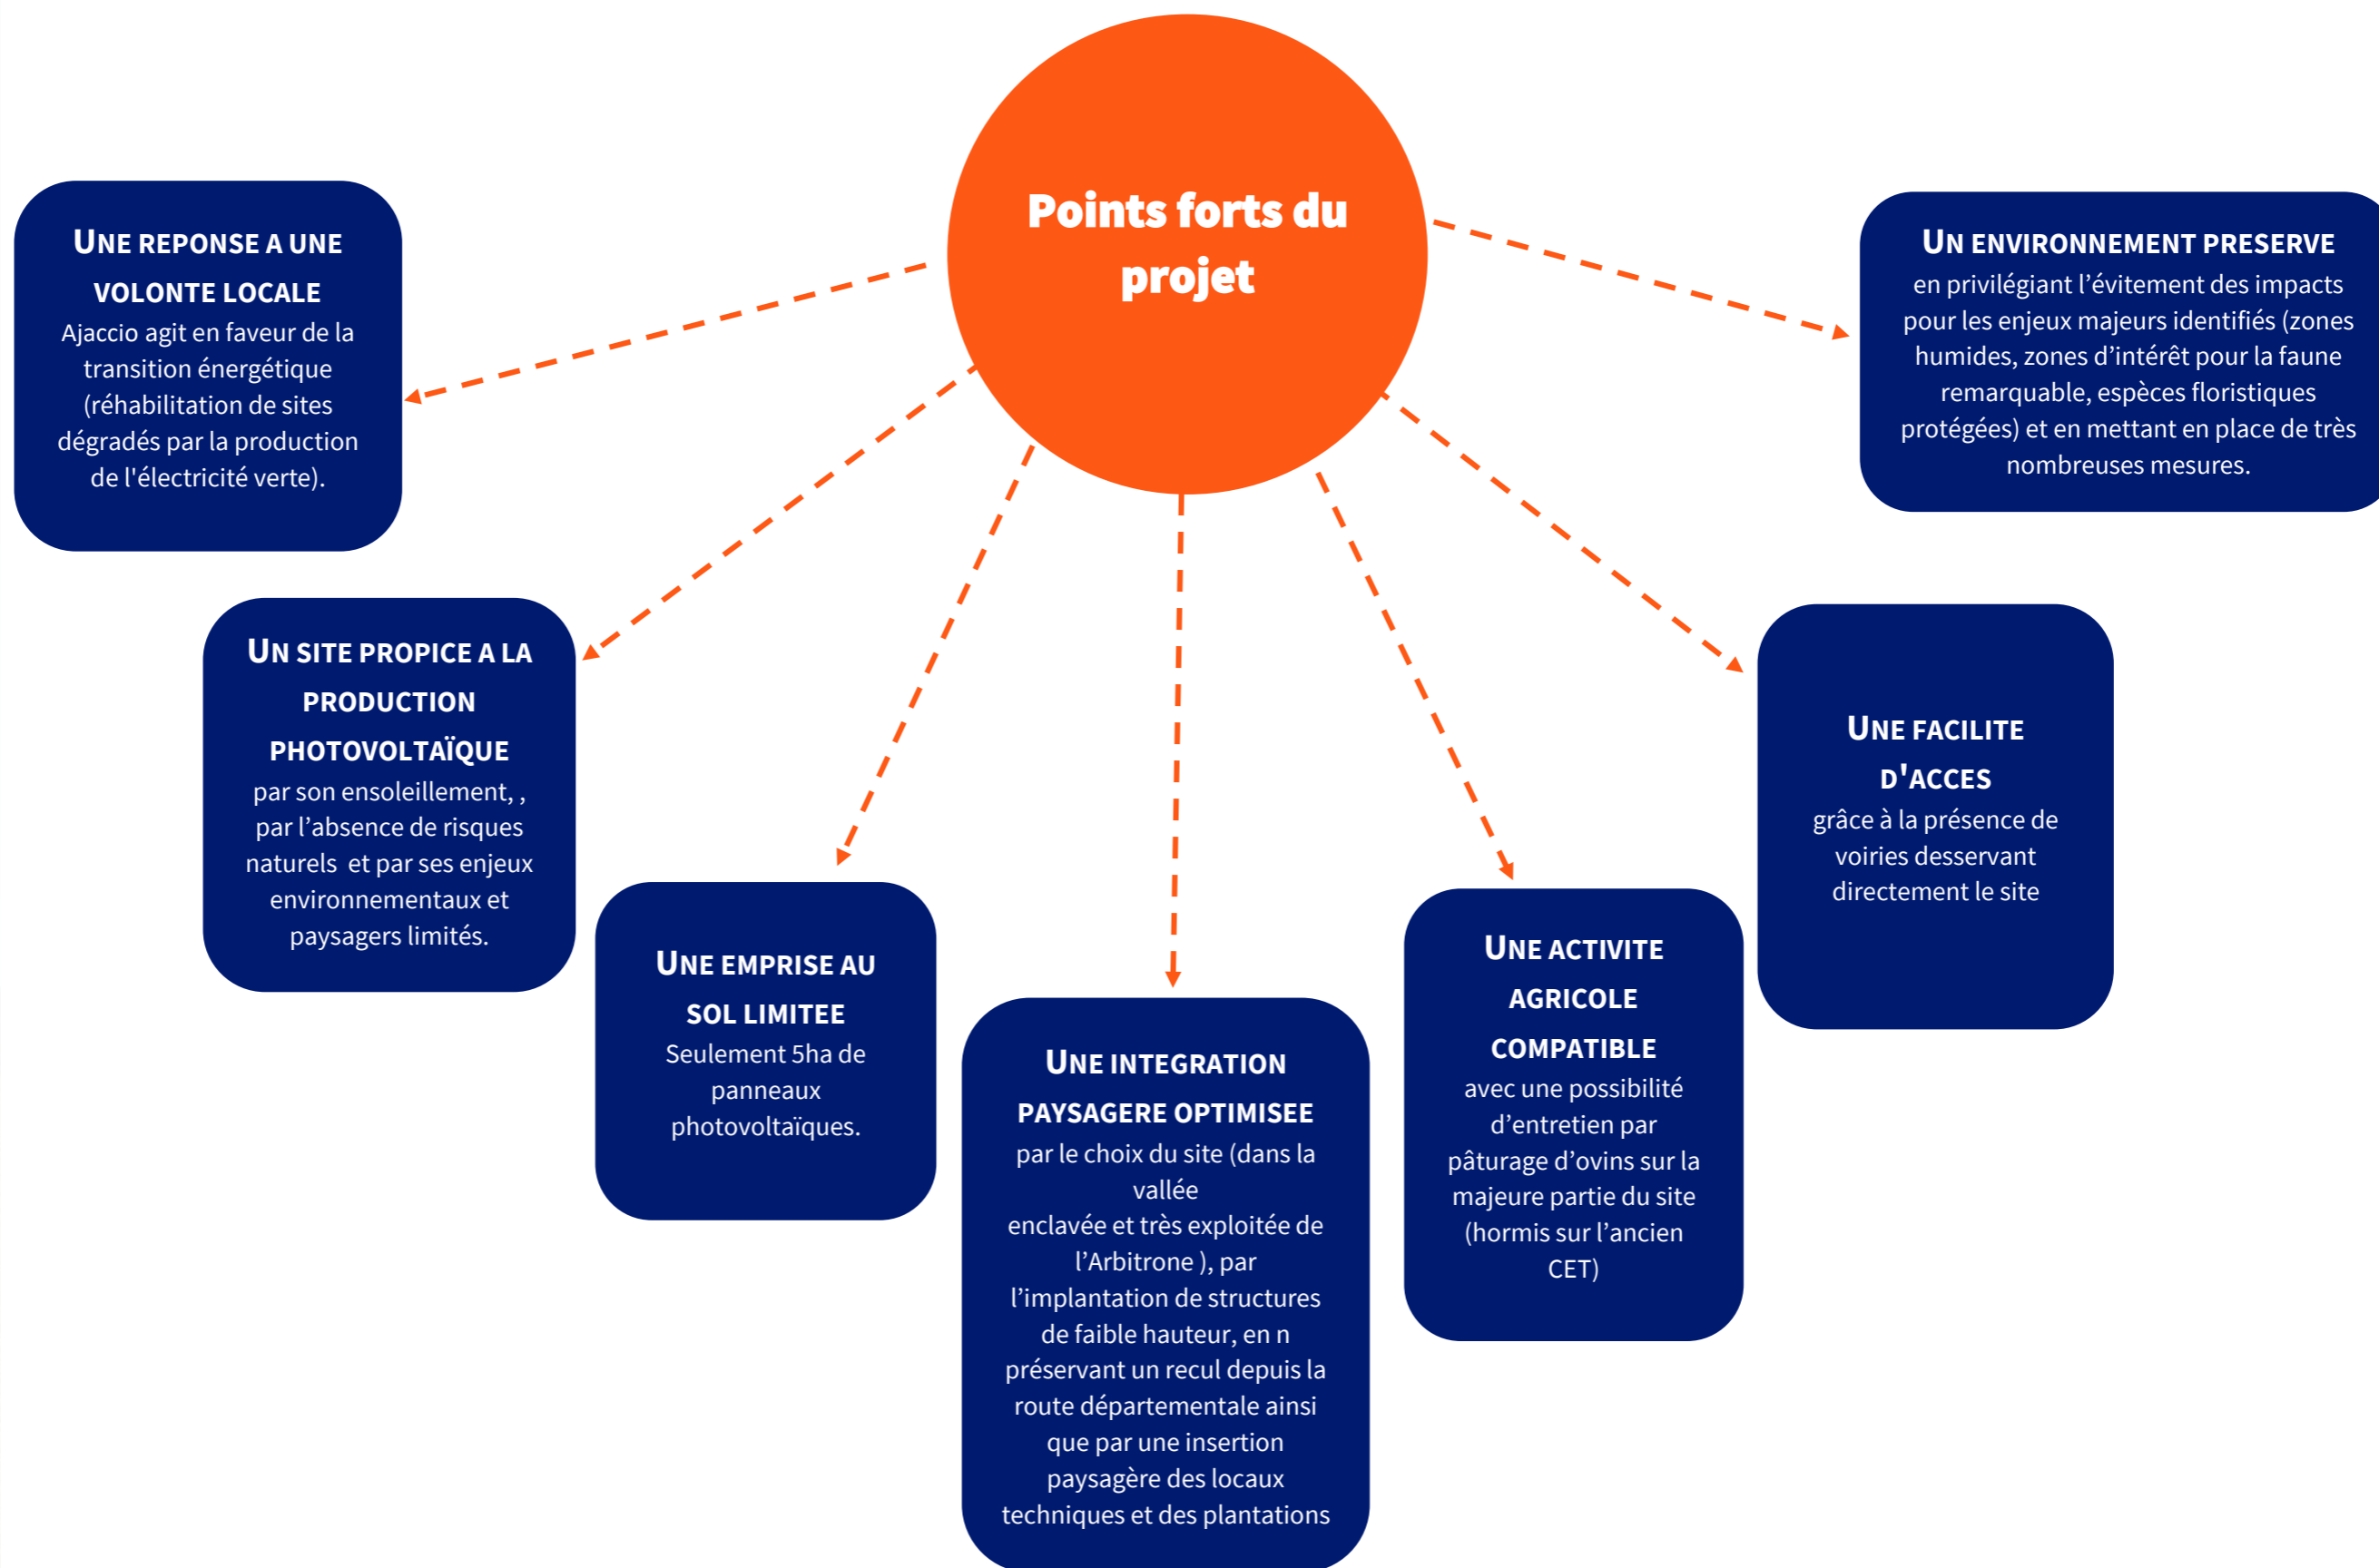 Points forts du
projet
UNE REPONSE A UNE
VOLONTE LOCALE
Ajaccio agit en faveur de la
transition énergétique
(réhabilitation de sites
dégradés par la production
de l'électricité verte).
UN SITE PROPICE A LA
PRODUCTION
PHOTOVOLTAÏQUE
par son ensoleillement, ,
par l’absence de risques
naturels  et par ses enjeux
environnementaux et
paysagers limités.
UNE EMPRISE AU
SOL LIMITEE
Seulement 5ha de
panneaux
photovoltaïques.
UNE INTEGRATION
PAYSAGERE OPTIMISEE
par le choix du site (dans la
vallée
enclavée et très exploitée de
l’Arbitrone ), par
l’implantation de structures
de faible hauteur, en n
préservant un recul depuis la
route départementale ainsi
que par une insertion
paysagère des locaux
techniques et des plantations
UNE ACTIVITE
AGRICOLE
COMPATIBLE
avec une possibilité
d’entretien par
pâturage d’ovins sur la
majeure partie du site
(hormis sur l’ancien
CET)
UNE FACILITE
D'ACCES
grâce à la présence de
voiries desservant
directement le site
UN ENVIRONNEMENT PRESERVE
en privilégiant l’évitement des impacts
pour les enjeux majeurs identifiés (zones
humides, zones d’intérêt pour la faune
remarquable, espèces floristiques
protégées) et en mettant en place de très
nombreuses mesures.